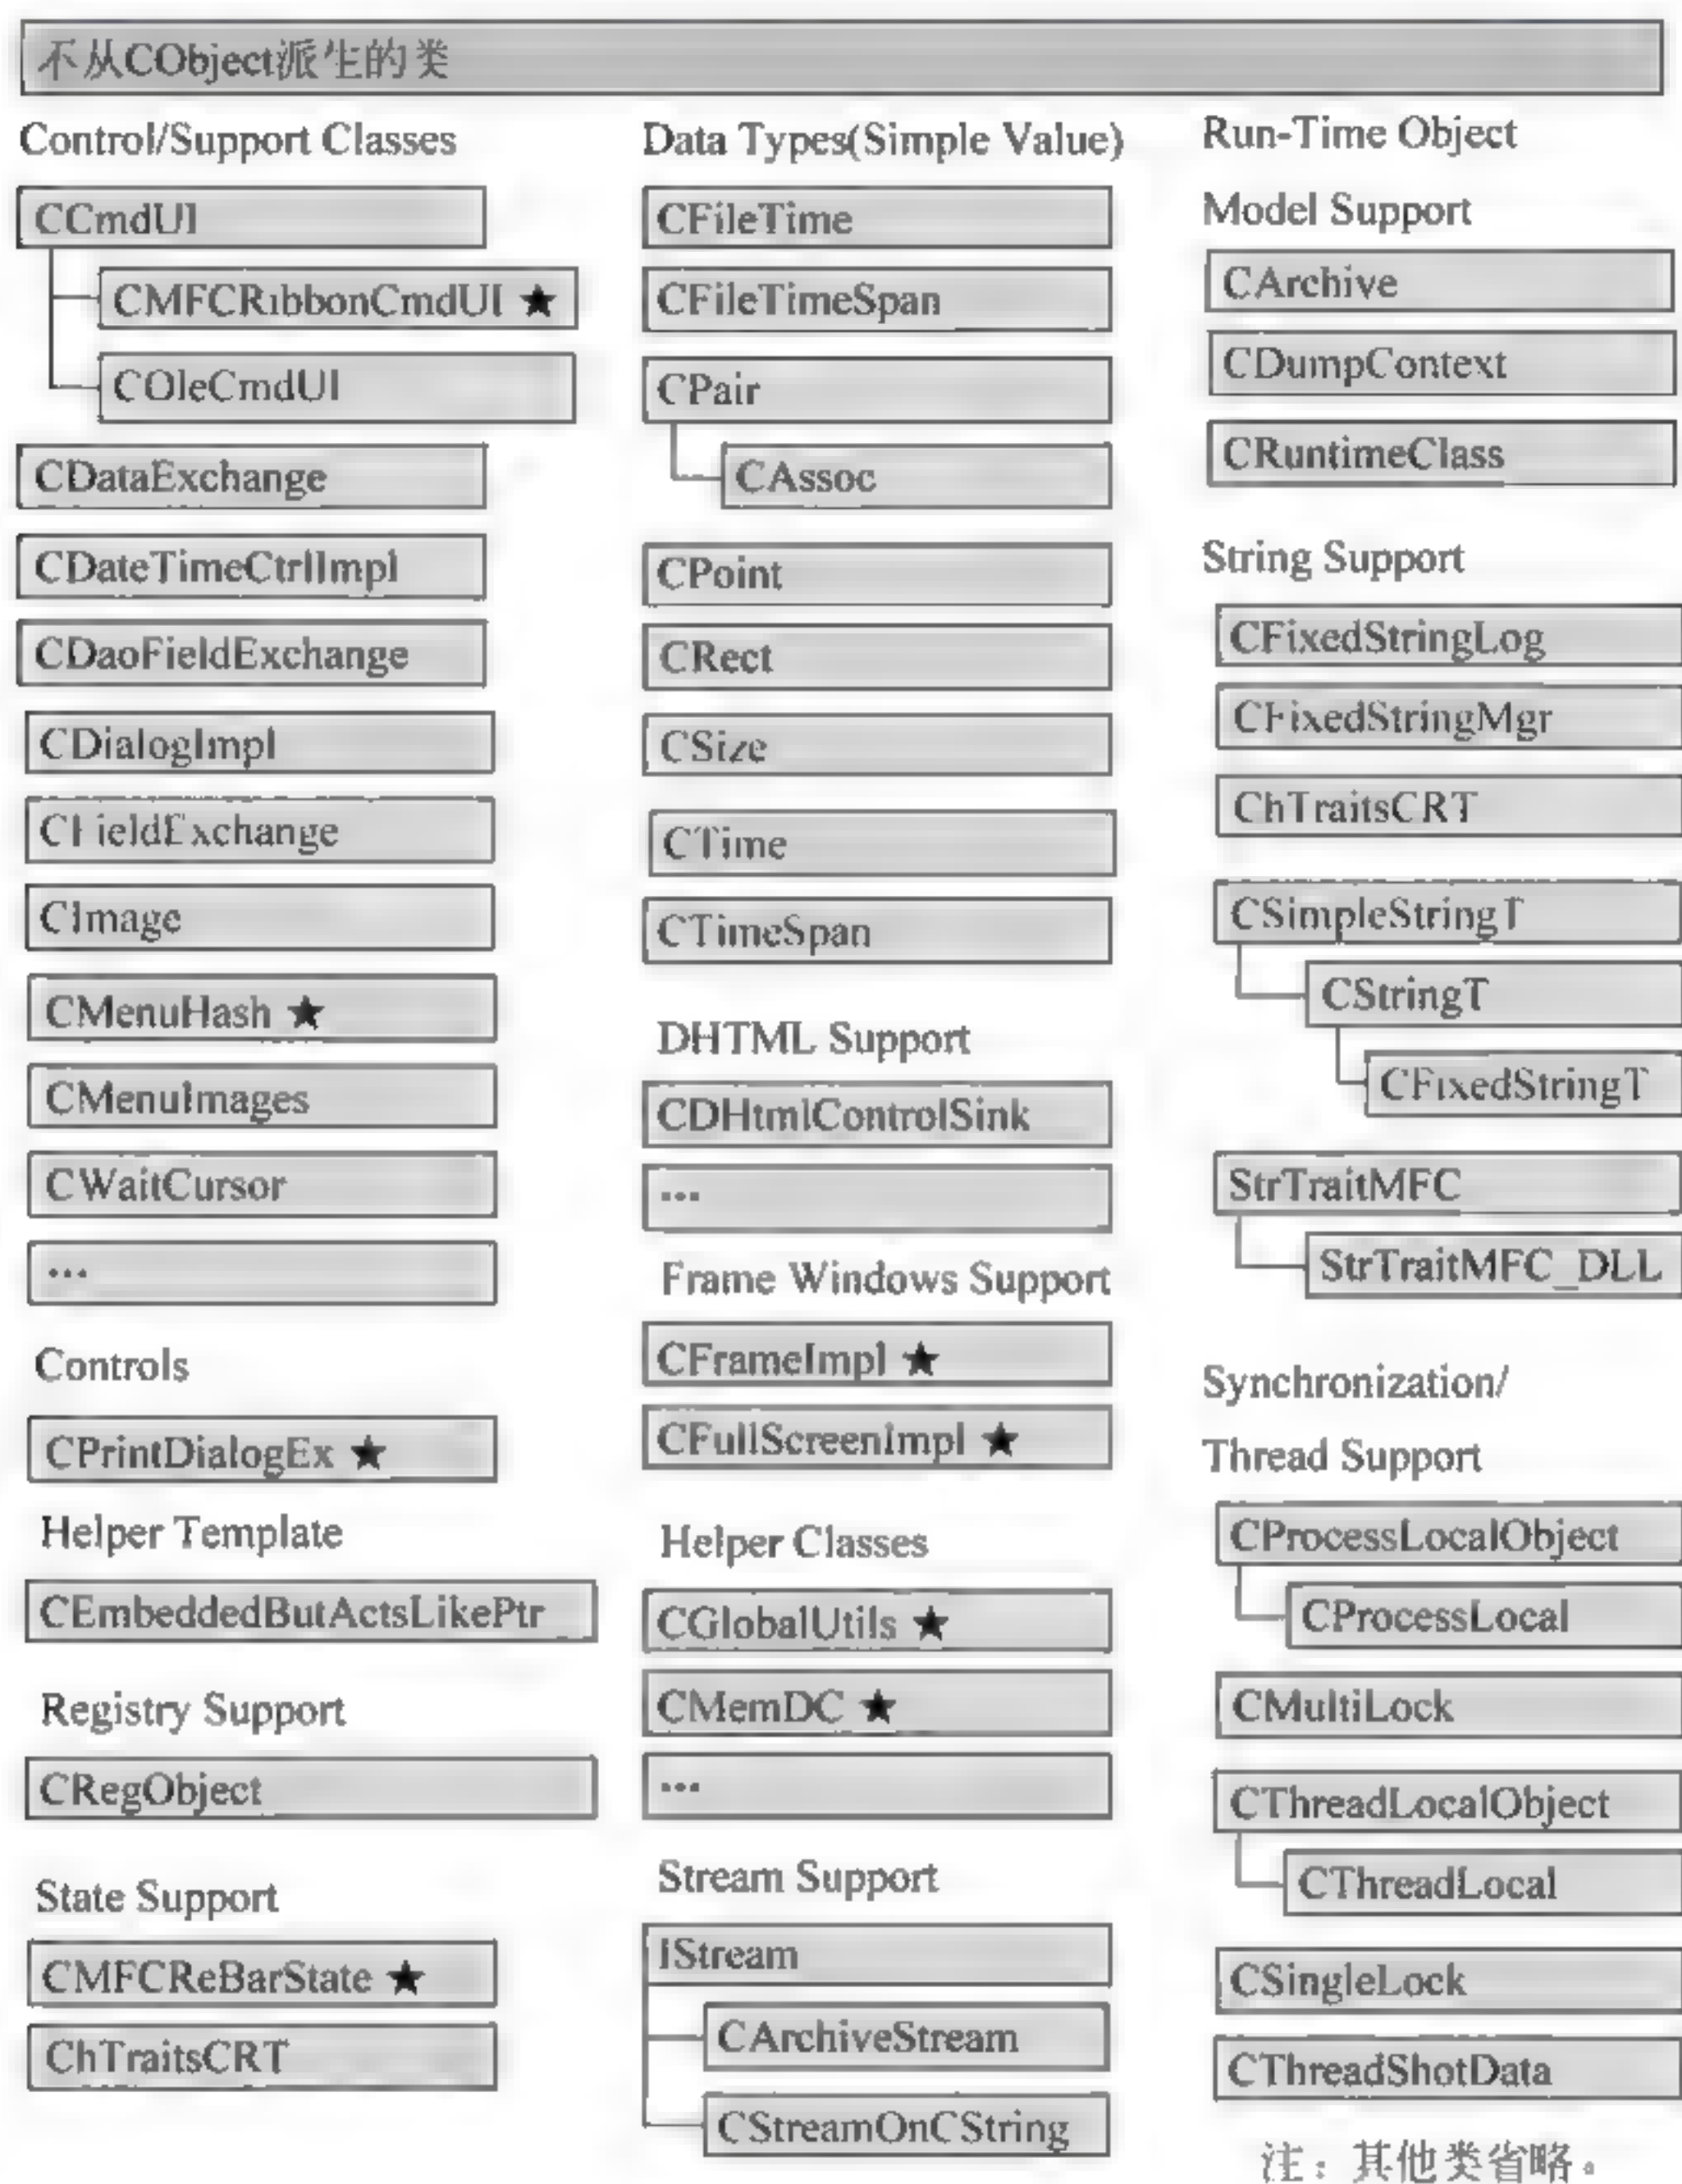 不从CObject派生的类
Control/Support Classes
CCmdUI
CMFCRibbonCmdUI ★
COleCmdUI
CDataExchange
CDateTimeCtrlImpl
CDaoFieldExchange
CDialogImpl
CFieldExchange
CImage
CMenuHash ★
CMenuImages
CWaitCursor
...
Controls
CPrintDialogEx ★
Helper Template
CEmbeddedButActsLikePtr
Registry Support
CRegObject
State Support
CMFCReBarState ★
ChTraitsCRT
Data Types(Simple Value)
CFileTime
CFileTimeSpan
CPair
CAssoc
CPoint
CRect
CSize
CTime
CTimeSpan
DHTML Support
CDHtmlControlSink
...
Frame Windows Support
CFrameImpl ★
CFullScreenImpl ★
Helper Classes
CGlobalUtils ★
CMemDC ★
...
Stream Support
IStream
CArchiveStream
CStreamOnCString
Run-Time Object
Model Support
CArchive
CDumpContext
CRuntimeClass
String Support
CFixedStringLog
CFixedStringMgr
ChTraitsCRT
CSimpleStringT
CStringT
CFixedStringT
StrTraitMFC
StrTraitMFC_DLL
Synchronization/
Thread Support
CProcessLocalObject
CProcessLocal
CMultiLock
CThreadLocalObject
CThreadLocal
CSingleLock
CThreadShotData
注：其他类省略。